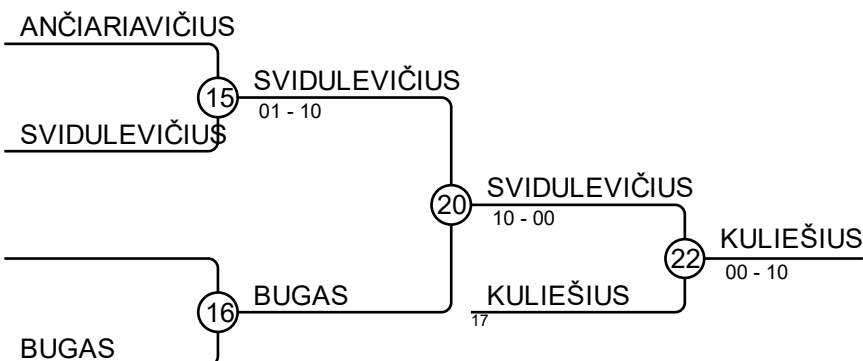 ANČIARIAVIČIUS
15
SVIDULEVIČIUS
01 - 10
SVIDULEVIČIUS
20
SVIDULEVIČIUS
10 - 00
22
KULIEŠIUS
00 - 10
16
BUGAS
KULIEŠIUS
17
BUGAS